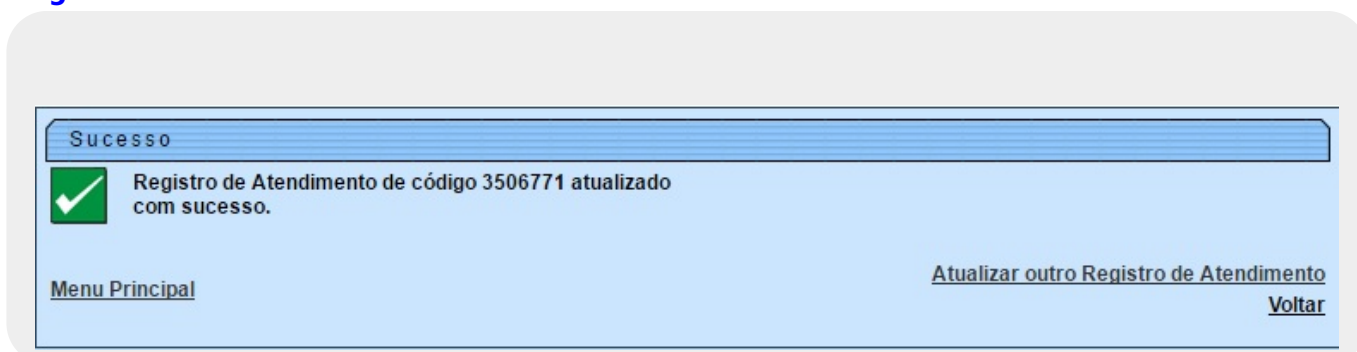 Sucesso
Registro de Atendimento de código 3506771 atualizado
com sucesso.
Atualizar outro Registro de Atendimento
Menu Principal
Voltar